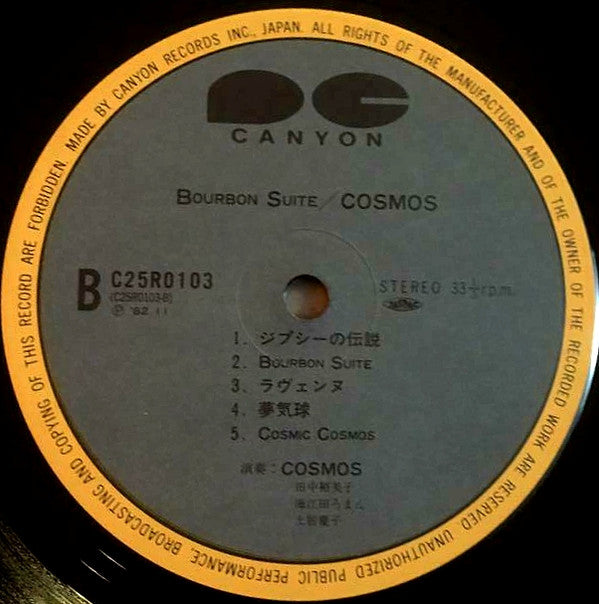 MADE BY CANYON RECORDS INC., JAPAN. ALL RIGHTS OF THE MANUFACTURER AND OF THE OWNER OF THE RECORDED WORK ARE RESERVED. UNAUTHORIZED PUBLIC PERFORMANCE, BROADCASTING AND COPYING OF THIS RECORD ARE FORBIDDEN.
CANYON
BOURBON SUITE / COSMOS
B C25R0103
(C25R0103-B)
Ⓟ '82 11
STEREO 33⅓ r.p.m.
1. ジプシーの伝説
2. BOURBON SUITE
3. ラヴェンヌ
4. 夢気球
5. COSMIC COSMOS
演奏：COSMOS